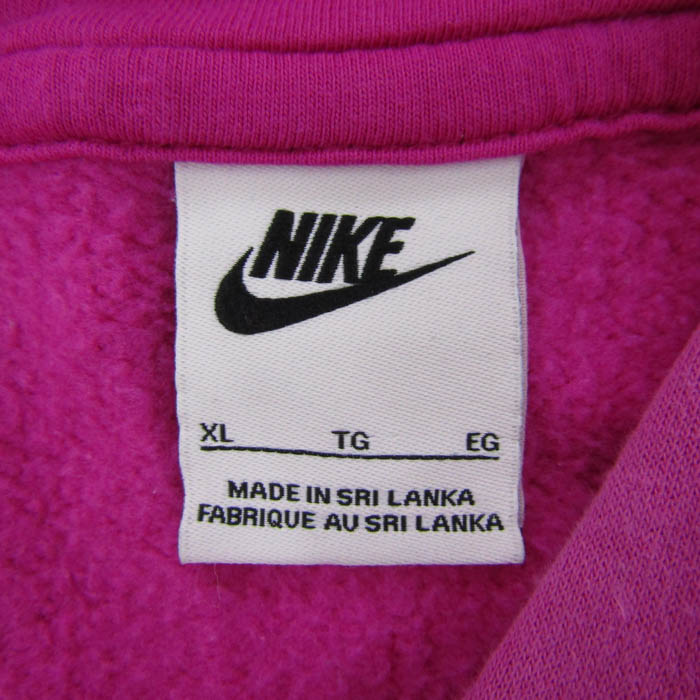 NIKE
XL TG EG
MADE IN SRI LANKA
FABRIQUE AU SRI LANKA